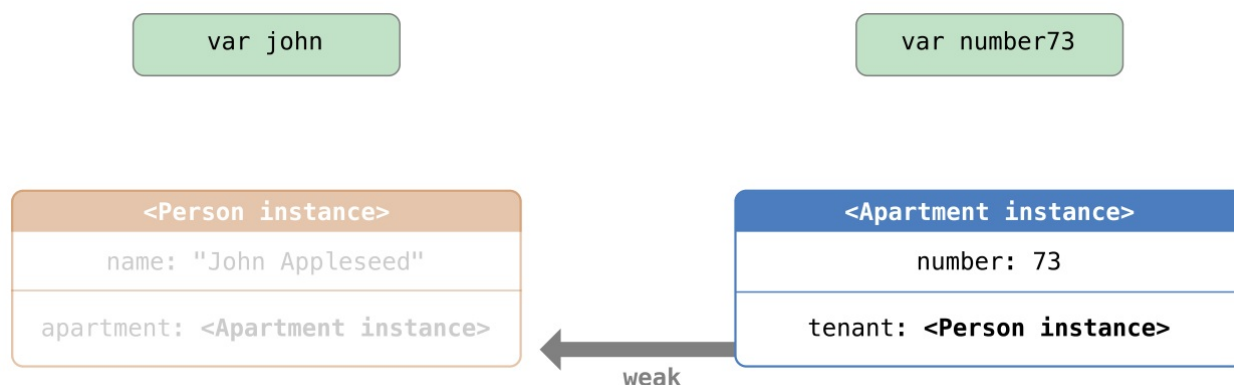 var john
var number73
<Person instance>
name: "John Appleseed"
apartment: <Apartment instance>
<Apartment instance>
number: 73
tenant: <Person instance>
weak